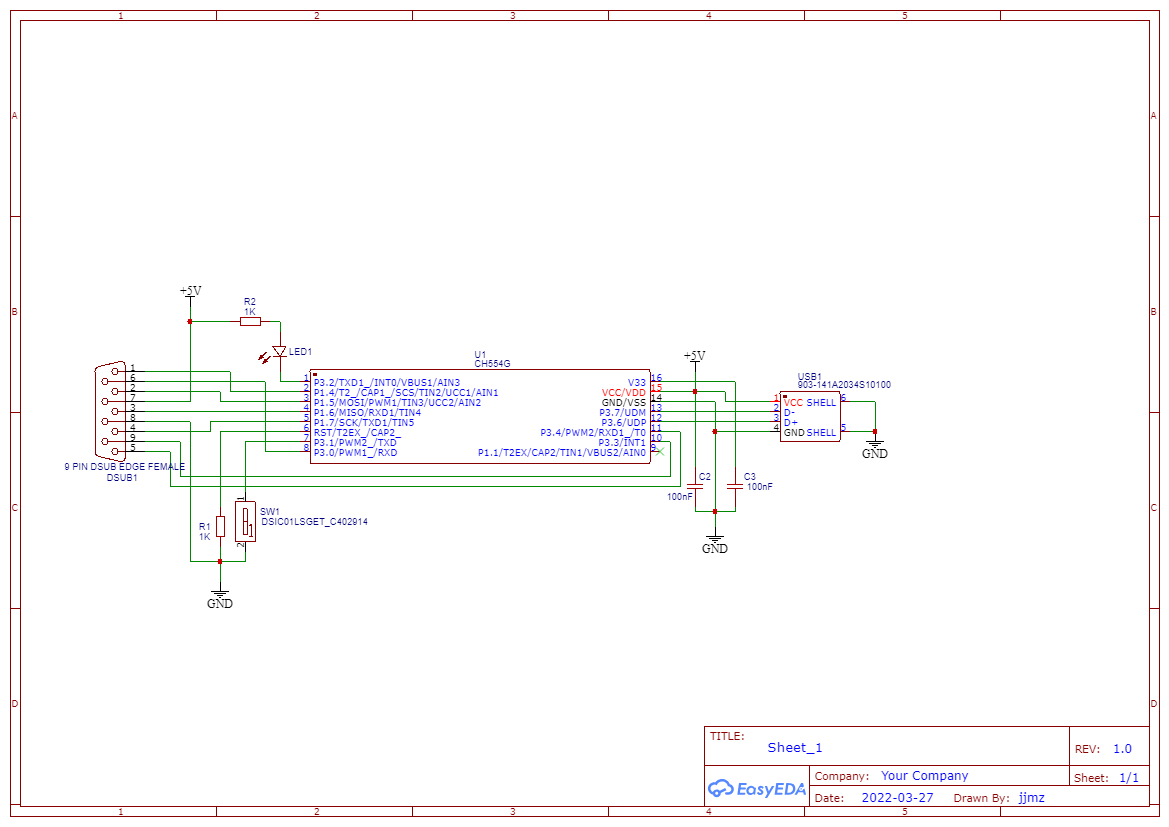 1 2 3 4 5
A A
B B
C C
D D
+5V
R2
1K
LED1
U1
CH554G
1 P3.2/TXD1_/INT0/VBUS1/AIN3
2 P1.4/T2_/CAP1_/SCS/TIN2/UCC1/AIN1
3 P1.5/MOSI/PWM1/TIN3/UCC2/AIN2
4 P1.6/MISO/RXD1/TIN4
5 P1.7/SCK/TXD1/TIN5
6 RST/T2EX_/CAP2_
7 P3.1/PWM2_/TXD
8 P3.0/PWM1_/RXD
V33 16
VCC/VDD 15
GND/VSS 14
P3.7/UDM 13
P3.6/UDP 12
P3.4/PWM2/RXD1_/T0 11
P3.3/INT1 10
P1.1/T2EX/CAP2/TIN1/VBUS2/AIN0 9
1
6
2
7
3
8
4
9
5
9 PIN DSUB EDGE FEMALE
DSUB1
+5V
USB1
903-141A2034S10100
1 VCC SHELL 6
2 D-
3 D+
4 GND SHELL 5
GND
C2
100nF
C3
100nF
GND
R1
1K
1
SW1
DSIC01LSGET_C402914
1
2
GND
TITLE:
Sheet_1
REV: 1.0
EasyEDA
Company: Your Company
Sheet: 1/1
Date: 2022-03-27 Drawn By: jjmz
1 2 3 4 5